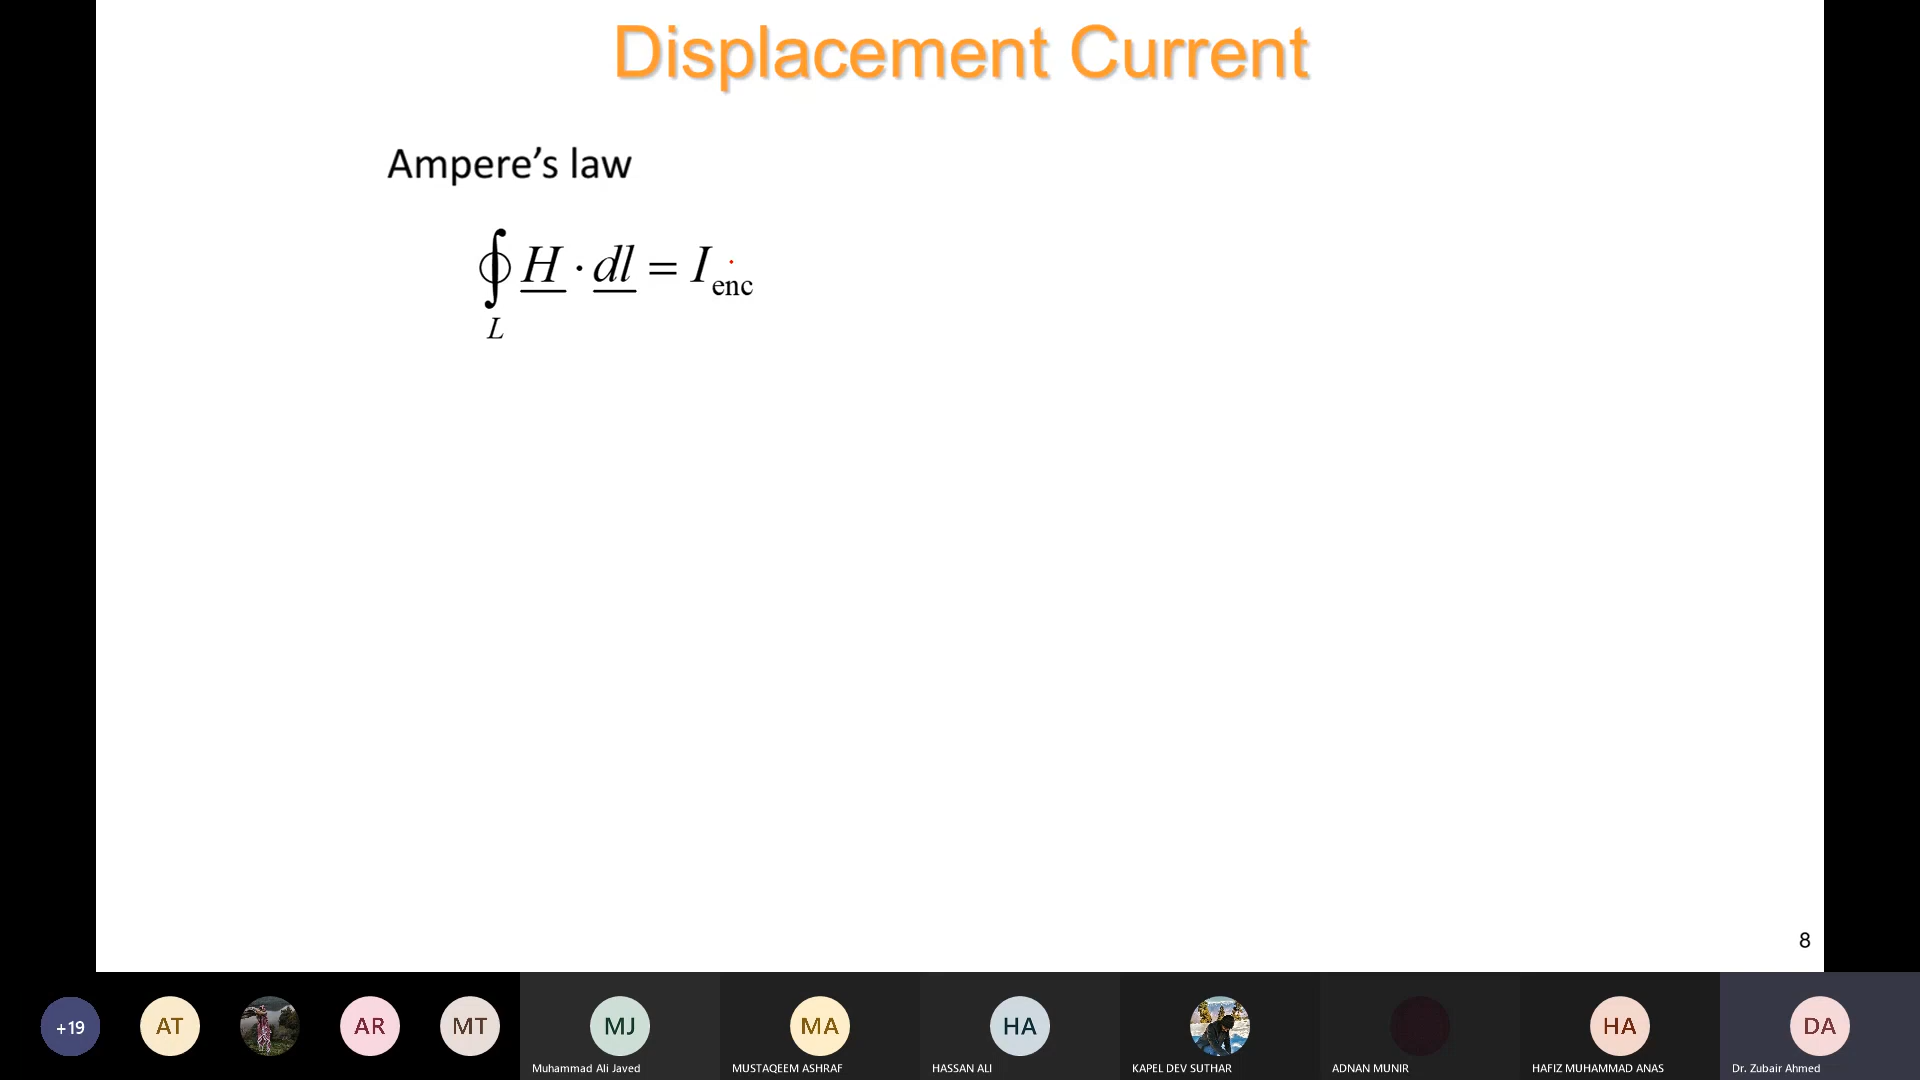 Displacement Current
Ampere's law
∮_L H · dl = I_enc
8
+19
AT
AR
MT
MJ
MA
HA
HA
DA
Muhammad Ali Javed
MUSTAQEEM ASHRAF
HASSAN ALI
KAPEL DEV SUTHAR
ADNAN MUNIR
HAFIZ MUHAMMAD ANAS
Dr. Zubair Ahmed